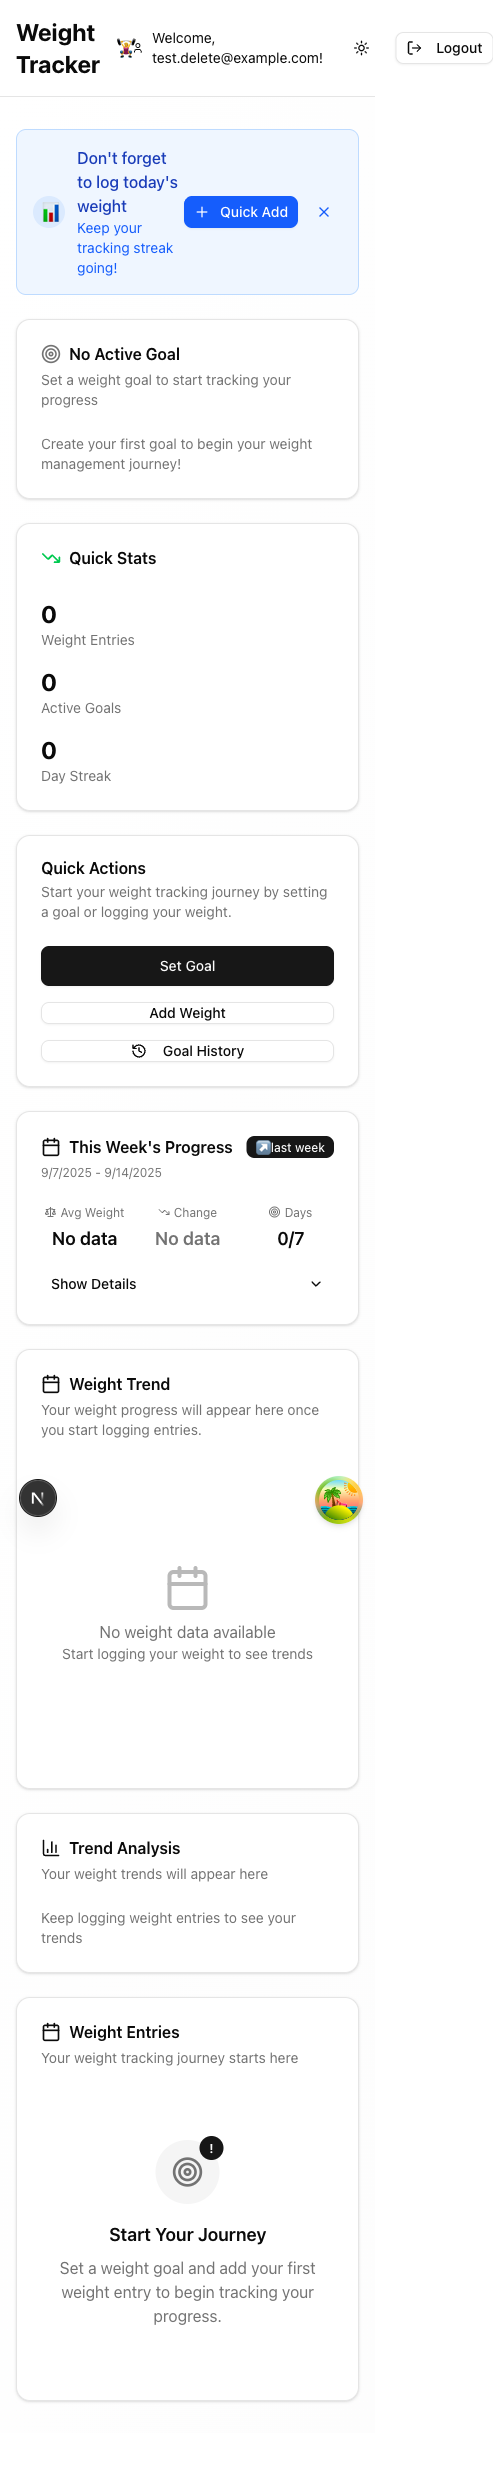 Weight
Tracker
Welcome,
test.delete@example.com!
Logout
Don't forget
to log today's
weight
Keep your
tracking streak
going!
Quick Add
No Active Goal
Set a weight goal to start tracking your
progress
Create your first goal to begin your weight
management journey!
Quick Stats
0
Weight Entries
0
Active Goals
0
Day Streak
Quick Actions
Start your weight tracking journey by setting
a goal or logging your weight.
Set Goal
Add Weight
Goal History
This Week's Progress
last week
9/7/2025 - 9/14/2025
Avg Weight
Change
Days
No data
No data
0/7
Show Details
Weight Trend
Your weight progress will appear here once
you start logging entries.
N
No weight data available
Start logging your weight to see trends
Trend Analysis
Your weight trends will appear here
Keep logging weight entries to see your
trends
Weight Entries
Your weight tracking journey starts here
!
Start Your Journey
Set a weight goal and add your first
weight entry to begin tracking your
progress.